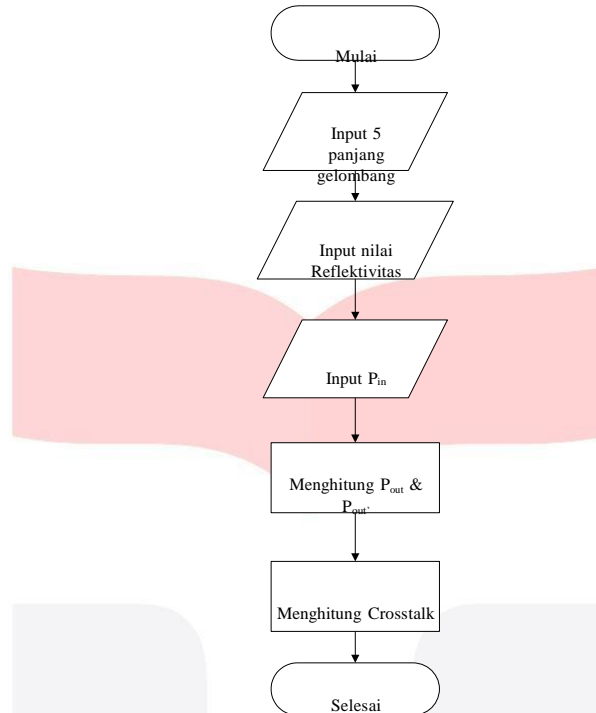 Mulai
Input 5
panjang
gelombang
Input nilai
Reflektivitas
Input Pin
Menghitung Pout &
Pout'
Menghitung Crosstalk
Selesai